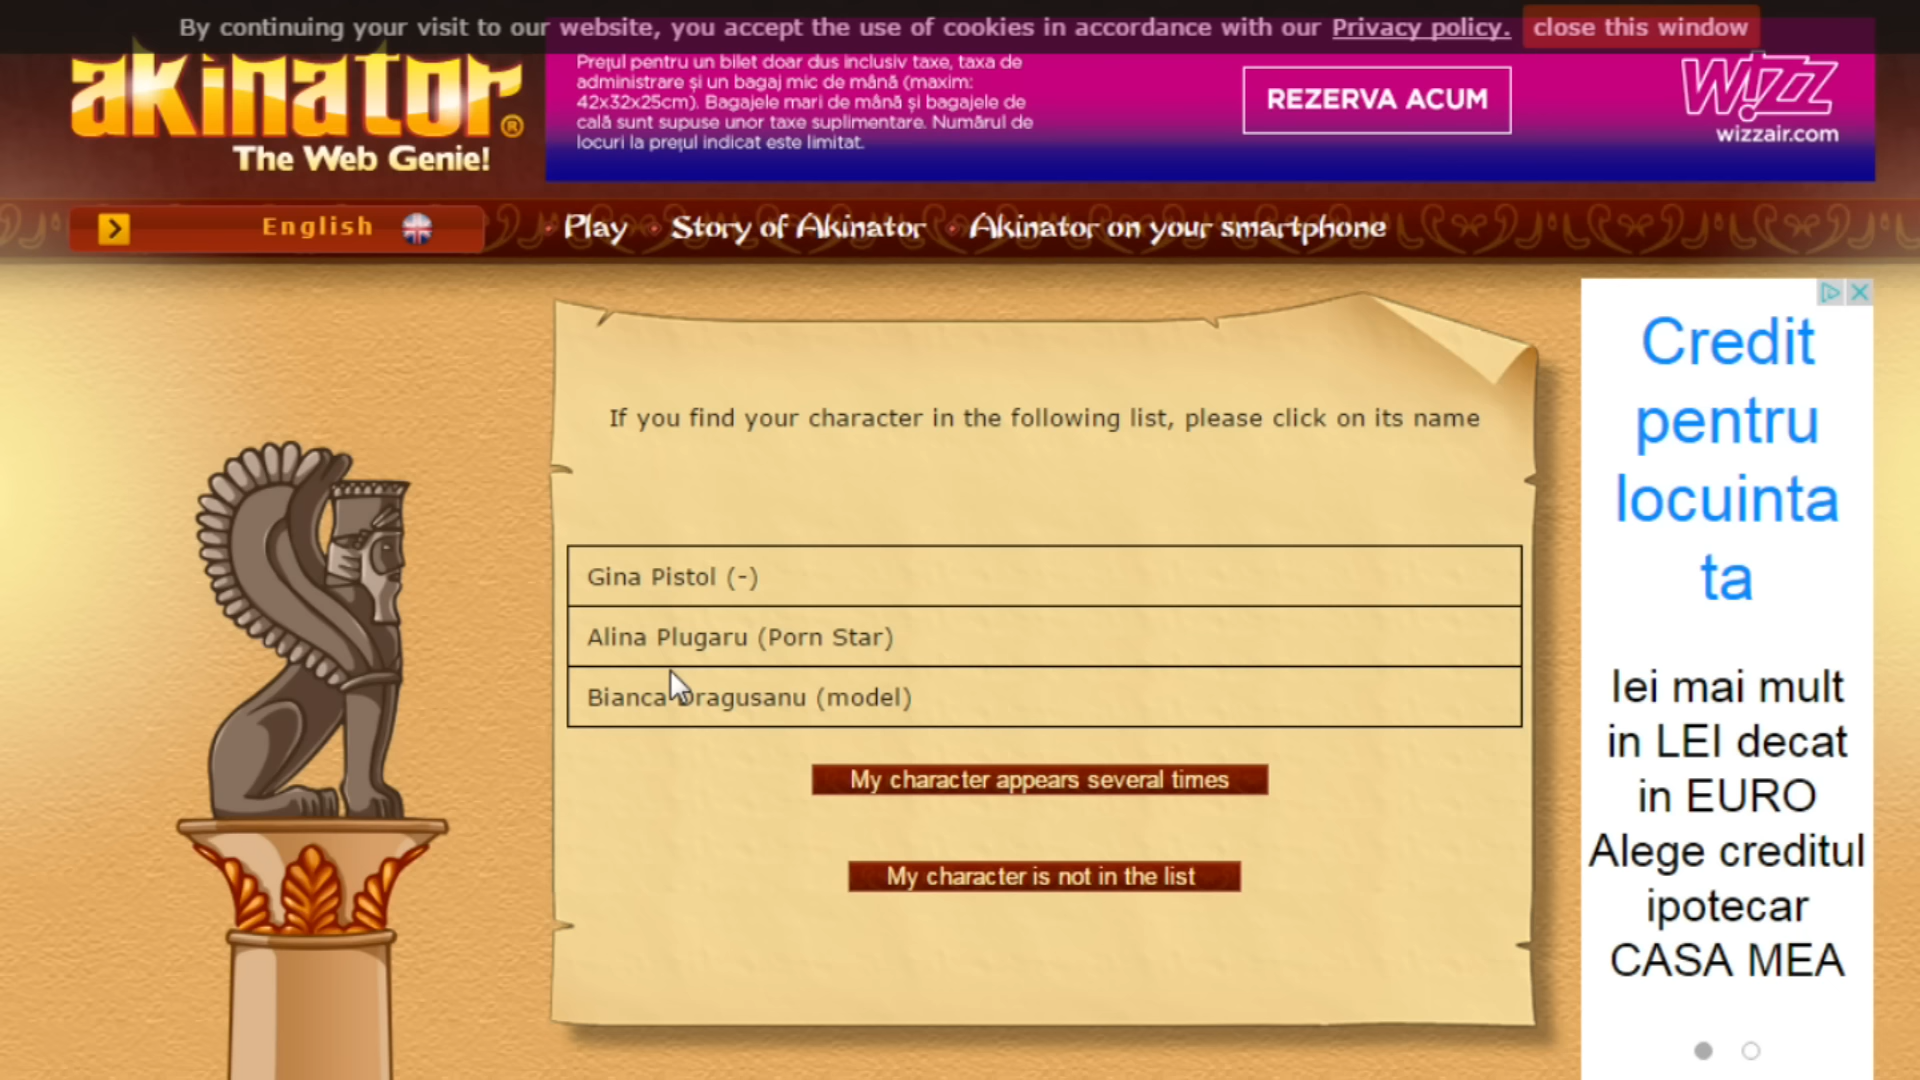 By continuing your visit to our website, you accept the use of cookies in accordance with our Privacy policy. close this window
akinator®
The Web Genie!
Prețul pentru un bilet doar dus inclusiv taxe, taxa de
administrare și un bagaj mic de mână (maxim:
42x32x25cm). Bagajele mari de mână și bagajele de
cală sunt supuse unor taxe suplimentare. Numărul de
locuri la prețul indicat este limitat.
REZERVA ACUM
WIZZ
wizzair.com
English
Play
Story of Akinator
Akinator on your smartphone
If you find your character in the following list, please click on its name
Gina Pistol (-)
Alina Plugaru (Porn Star)
Bianca Dragusanu (model)
My character appears several times
My character is not in the list
Credit
pentru
locuinta
ta
lei mai mult
in LEI decat
in EURO
Alege creditul
ipotecar
CASA MEA